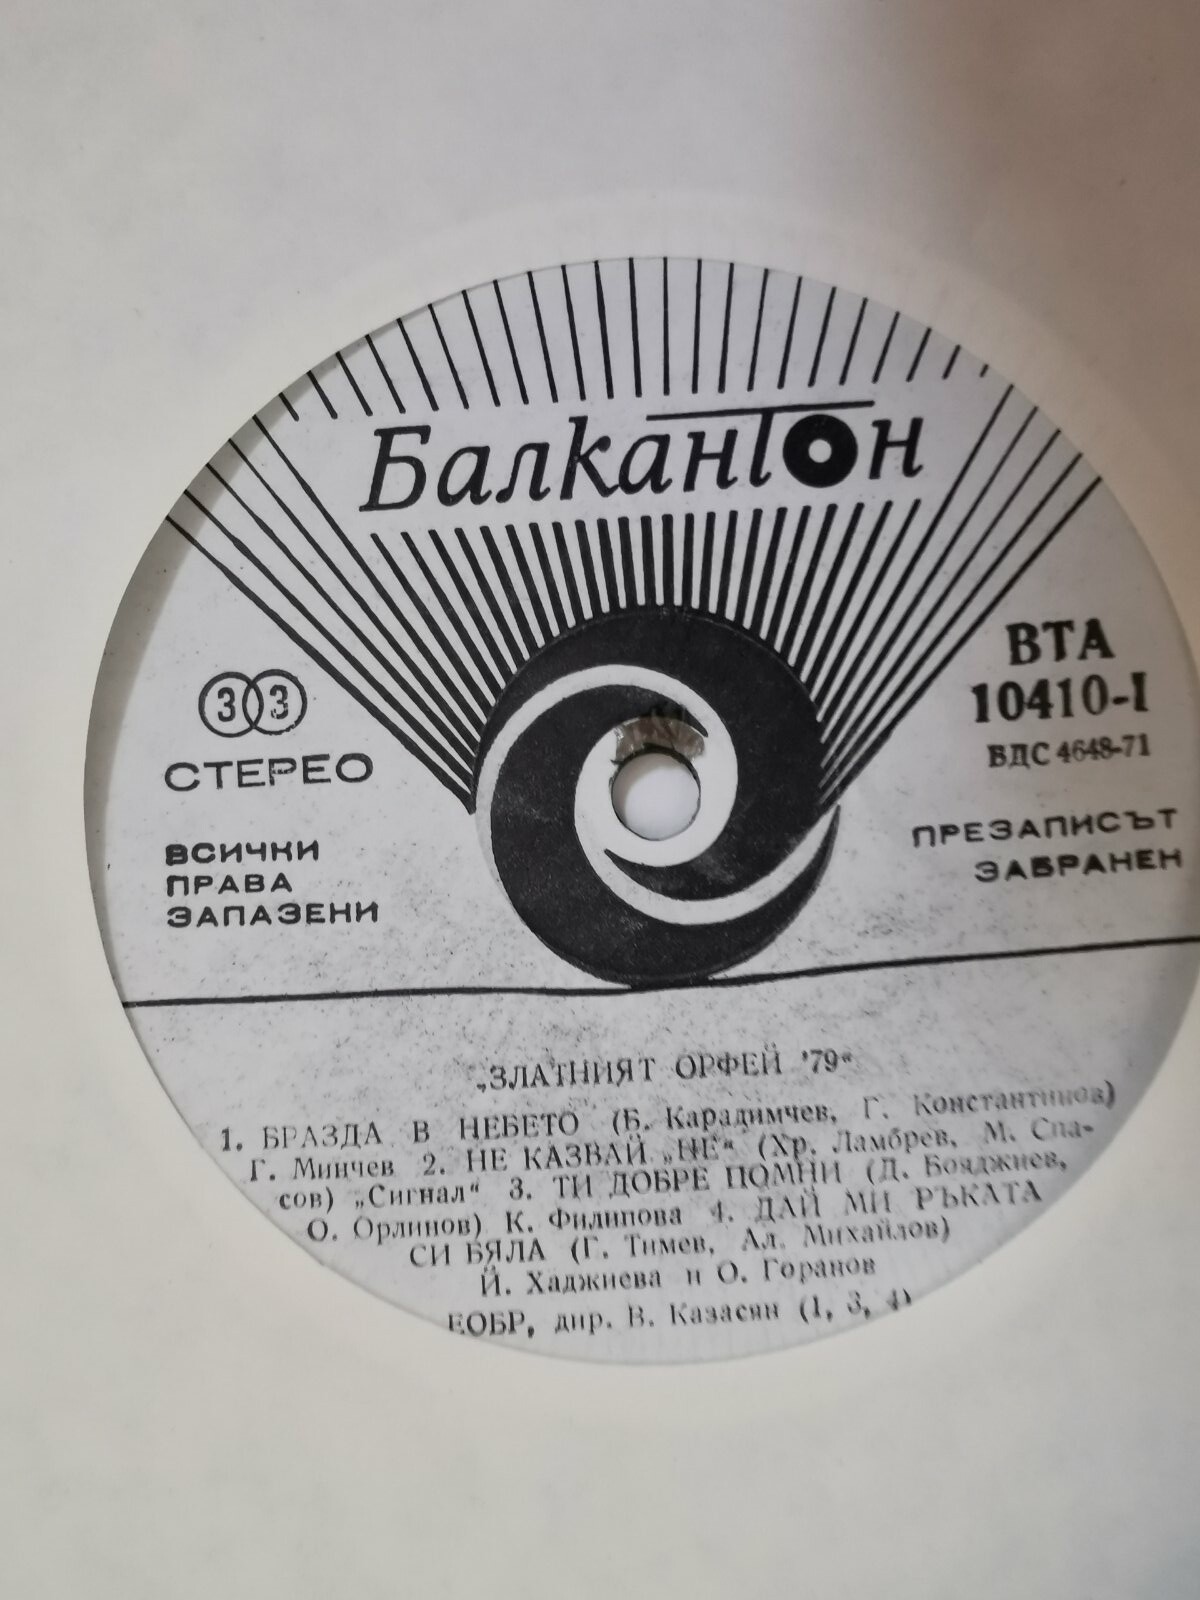 Балкантон
ВТА
10410-I
ВДС 4648-71
33
СТЕРЕО
ВСИЧКИ
ПРАВА
ЗАПАЗЕНИ
ПРЕЗАПИСЪТ
ЗАБРАНЕН
„ЗЛАТНИЯТ ОРФЕЙ '79“
1. БРАЗДА В НЕБЕТО (Б. Карадимчев, Г. Константинов)
Г. Минчев 2. НЕ КАЗВАЙ „НЕ“ (Хр. Ламбрев, М. Спа-
сов) „Сигнал“ 3. ТИ ДОБРЕ ПОМНИ (Д. Бояджиев,
О. Орлинов) К. Филипова 4. ДАЙ МИ РЪКАТА
СИ БЯЛА (Г. Тимев, Ал. Михайлов)
Й. Хаджиева и О. Горанов
ЕОБР, дир. В. Казасян (1, 3, 4)